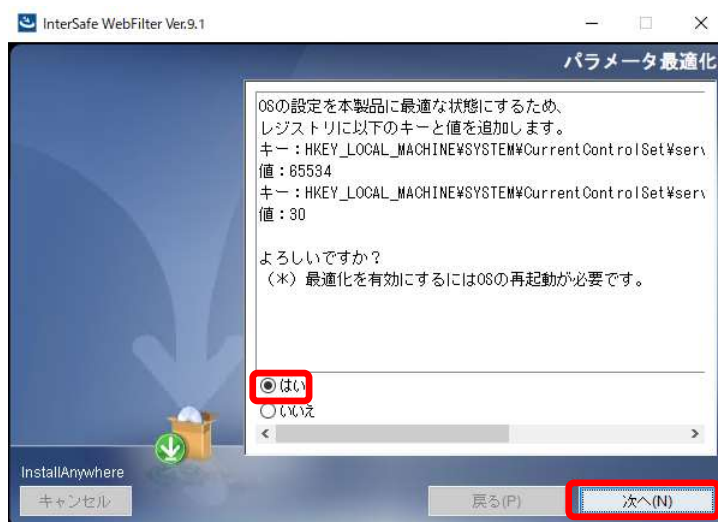 InterSafe WebFilter Ver.9.1
パラメータ最適化
OSの設定を本製品に最適な状態にするため、
レジストリに以下のキーと値を追加します。
キー：HKEY_LOCAL_MACHINE¥SYSTEM¥CurrentControlSet¥serv
値：65534
キー：HKEY_LOCAL_MACHINE¥SYSTEM¥CurrentControlSet¥serv
値：30
よろしいですか？
（＊）最適化を有効にするにはOSの再起動が必要です。
はい
いいえ
InstallAnywhere
キャンセル
戻る(P)
次へ(N)